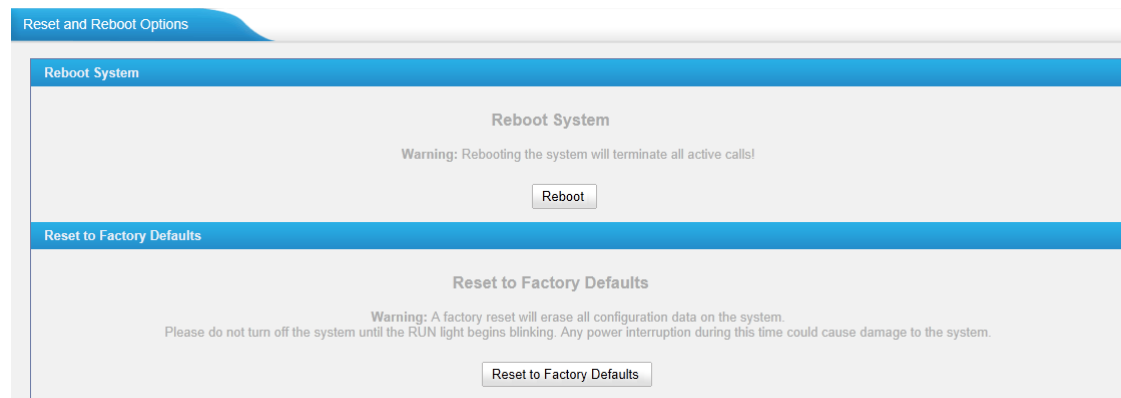 Reset and Reboot Options
Reboot System
Reboot System
Warning: Rebooting the system will terminate all active calls!
Reboot
Reset to Factory Defaults
Reset to Factory Defaults
Warning: A factory reset will erase all configuration data on the system.
Please do not turn off the system until the RUN light begins blinking. Any power interruption during this time could cause damage to the system.
Reset to Factory Defaults